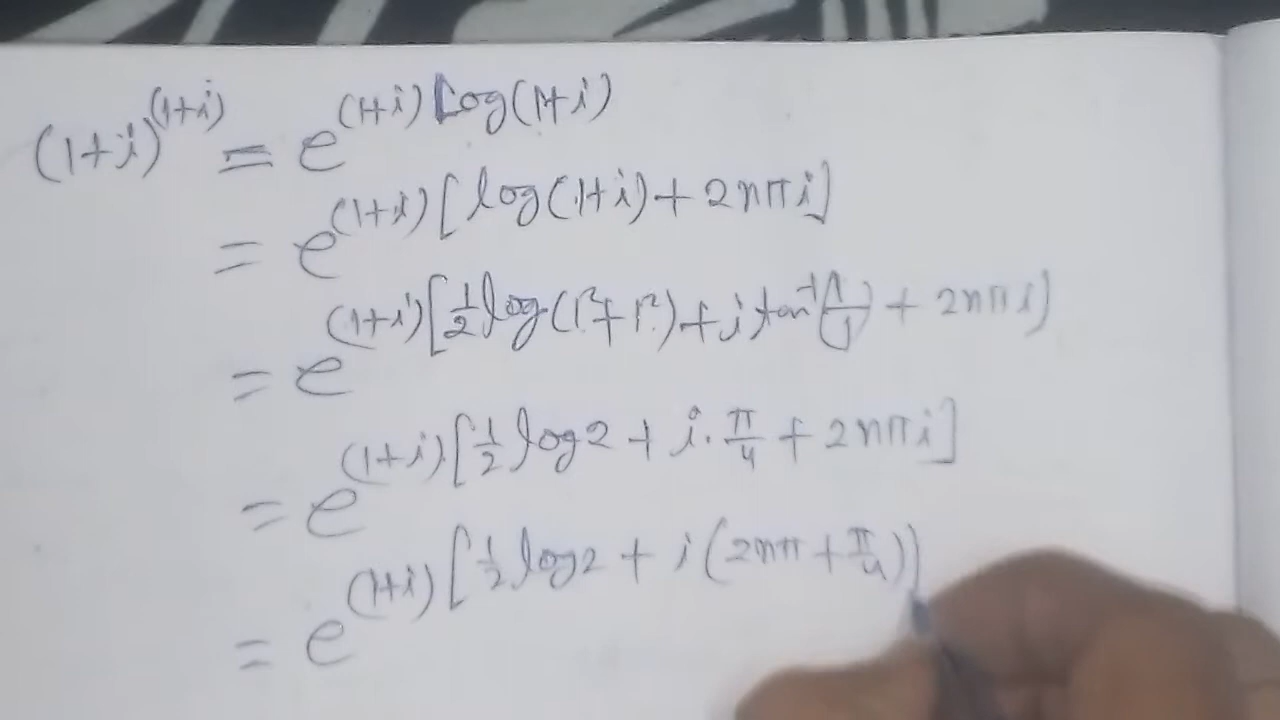 (1+i)^(1+i) = e^(1+i) Log(1+i)
= e^(1+i)[log(1+i) + 2nπi]
= e^(1+i)[1/2 log(1²+1²) + i tan⁻¹(1/1) + 2nπi]
= e^(1+i)[1/2 log2 + i. π/4 + 2nπi]
= e^(1+i)[1/2 log2 + i(2nπ + π/4)]